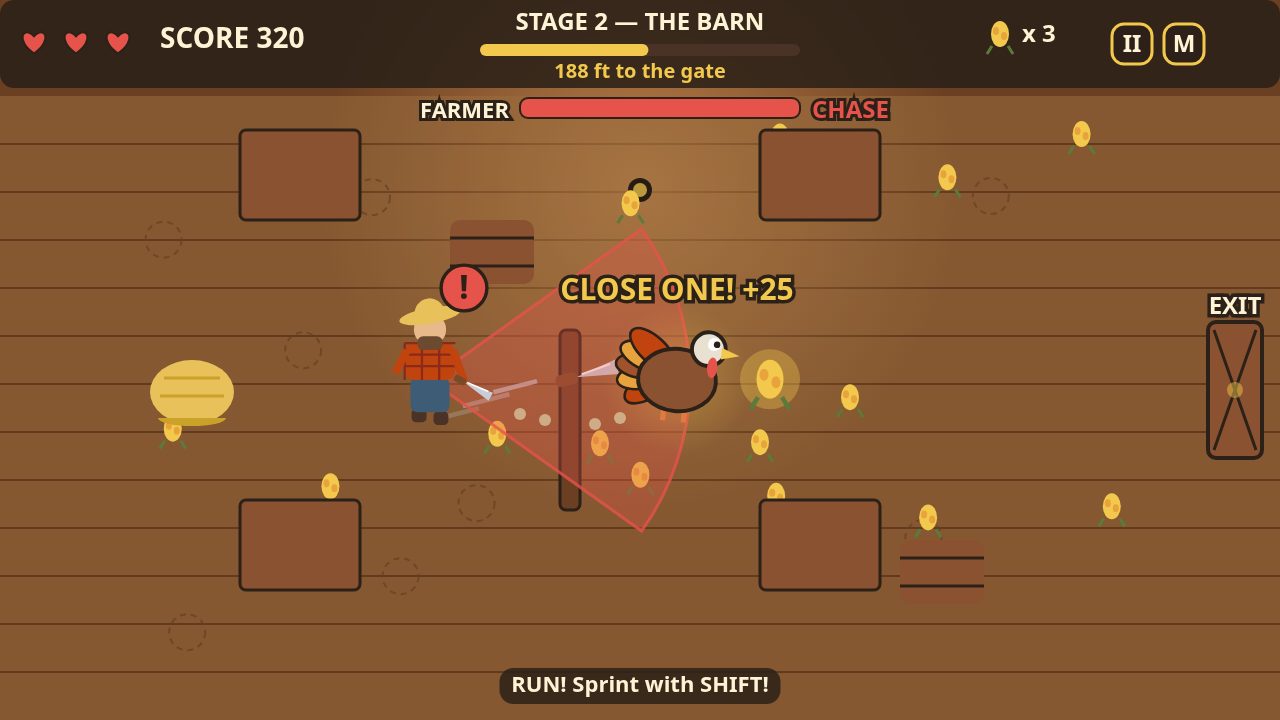 SCORE 320
STAGE 2 — THE BARN
188 ft to the gate
x 3
II
M
FARMER
CHASE
!
CLOSE ONE! +25
EXIT
RUN! Sprint with SHIFT!